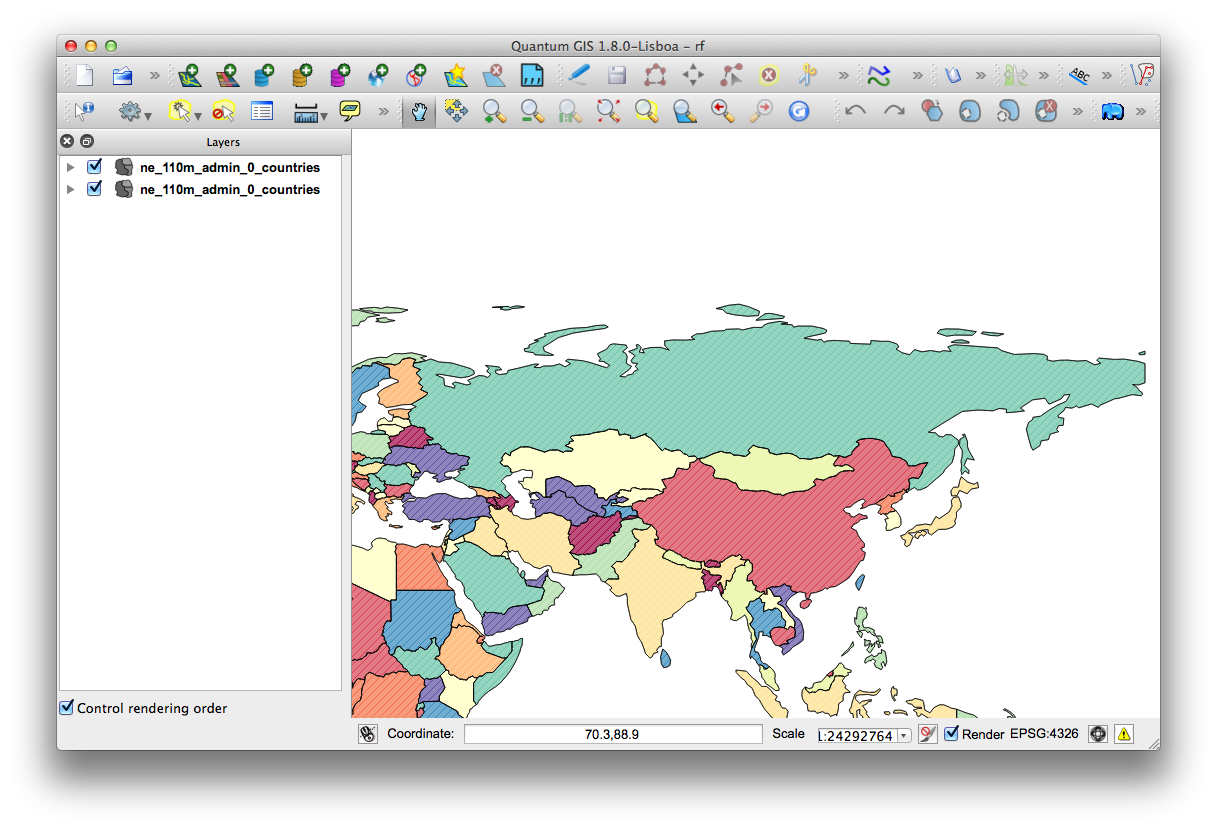 Quantum GIS 1.8.0-Lisboa - rf
ABC
Layers
ne_110m_admin_0_countries
ne_110m_admin_0_countries
Control rendering order
Coordinate:
70.3,88.9
Scale
1:24292764
Render
EPSG:4326